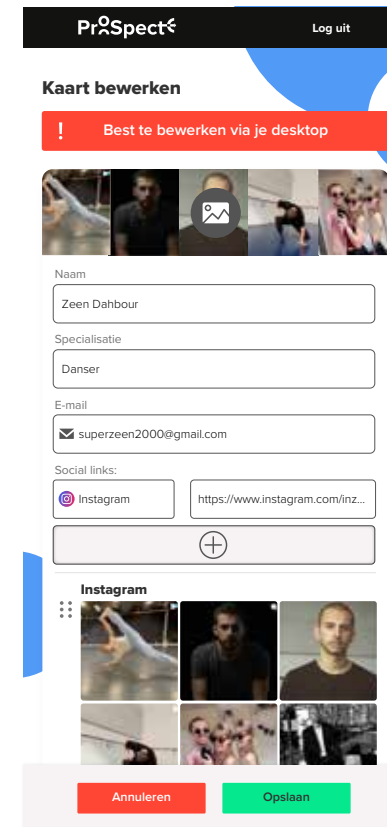 PrOSpect
Log uit
Kaart bewerken
! Best te bewerken via je desktop
Naam
Zeen Dahbour
Specialisatie
Danser
E-mail
superzeen2000@gmail.com
Social links:
Instagram
https://www.instagram.com/inz...
Instagram
Annuleren
Opslaan